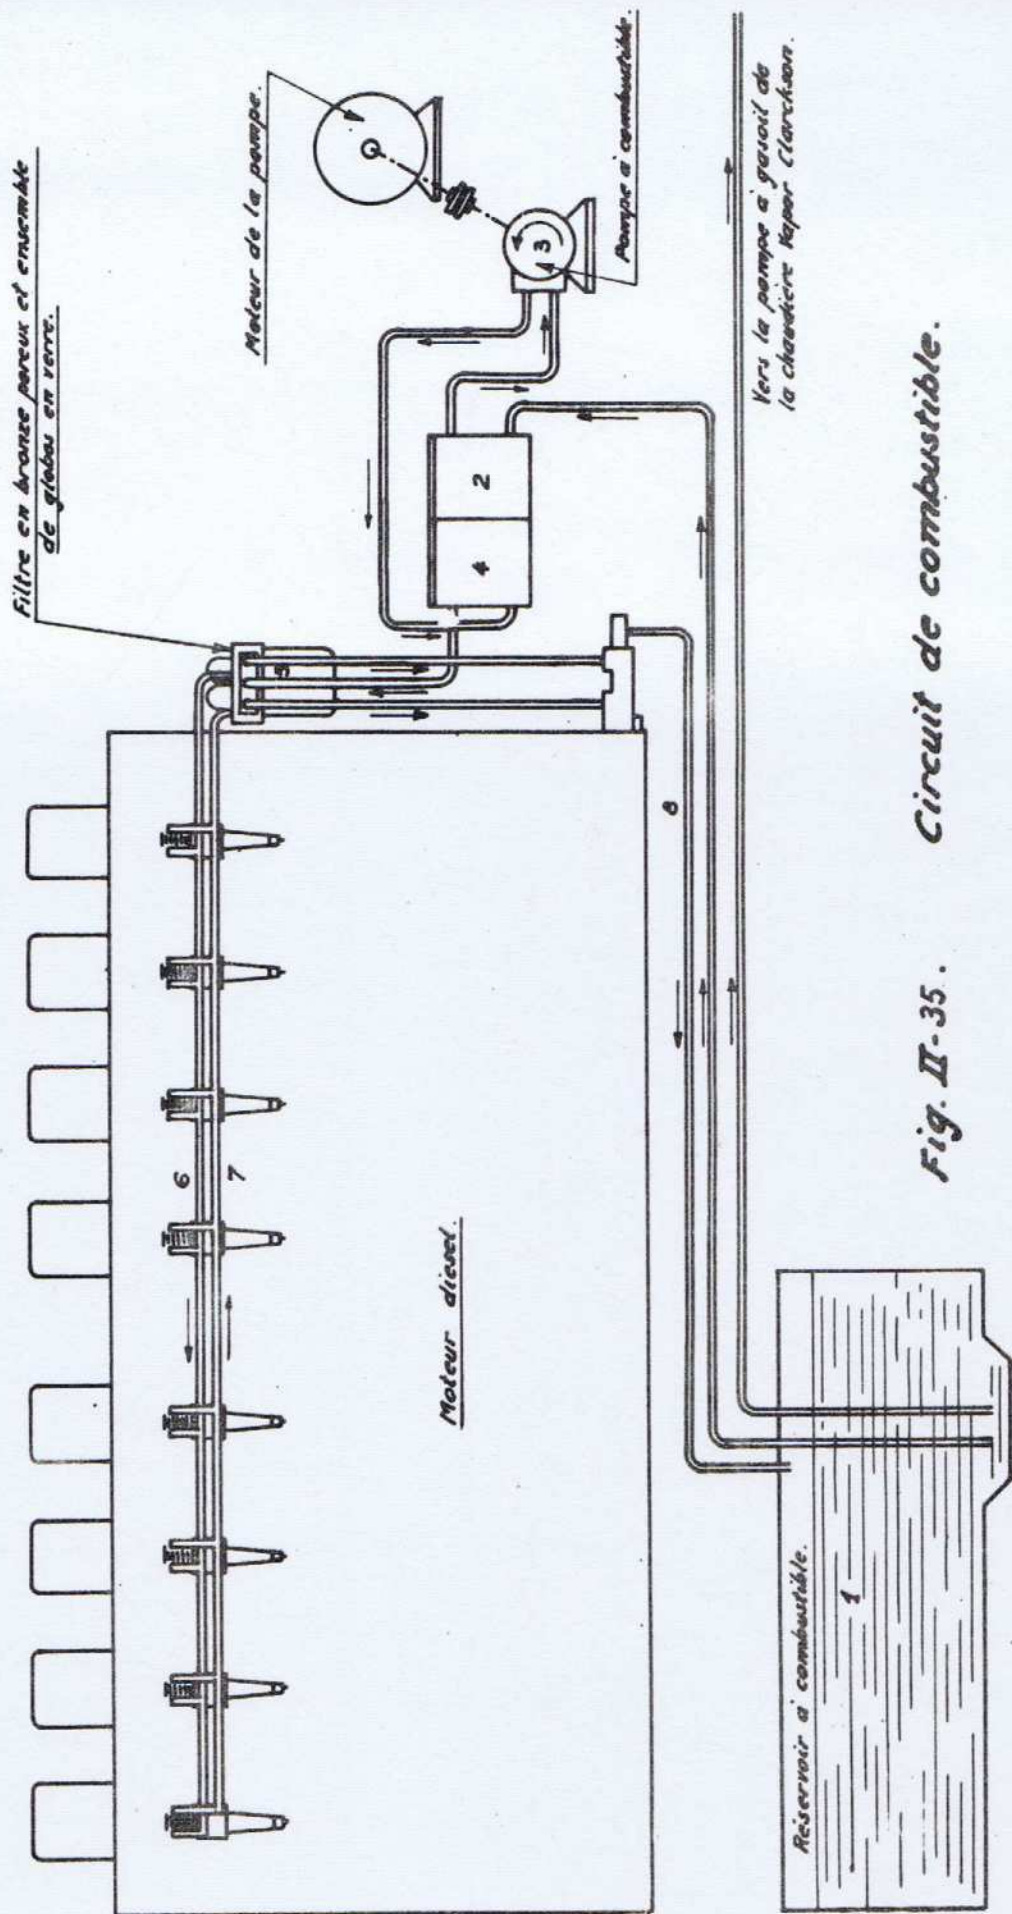 Filtre en bronze poreux et ensemble
de globes en verre.
Moteur de la pompe.
Pompe à combustible.
3
2
4
5
6
7
8
Moteur diesel.
Vers la pompe à gasoil de
la chaudière Vapor Clarckson.
Réservoir à combustible.
1
Fig. II-35. Circuit de combustible.